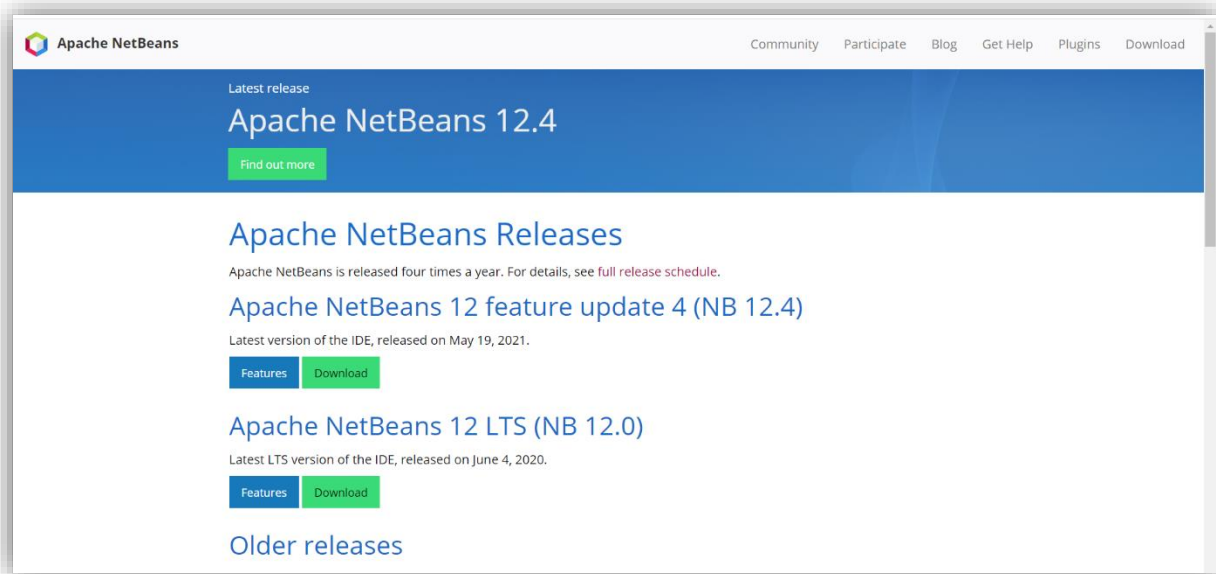 Apache NetBeans
Community Participate Blog Get Help Plugins Download
Latest release
Apache NetBeans 12.4
Find out more
Apache NetBeans Releases
Apache NetBeans is released four times a year. For details, see full release schedule.
Apache NetBeans 12 feature update 4 (NB 12.4)
Latest version of the IDE, released on May 19, 2021.
Features Download
Apache NetBeans 12 LTS (NB 12.0)
Latest LTS version of the IDE, released on June 4, 2020.
Features Download
Older releases